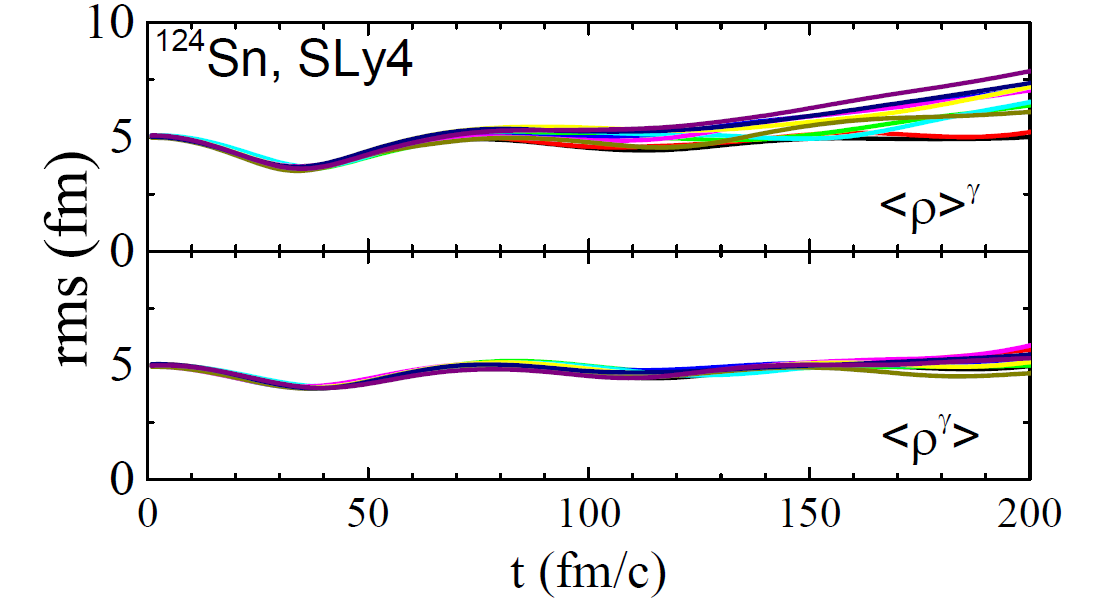 10
¹²⁴Sn, SLy4
5
<ρ>ᵞ
0
rms (fm)
5
<ρᵞ>
0
0 50 100 150 200
t (fm/c)